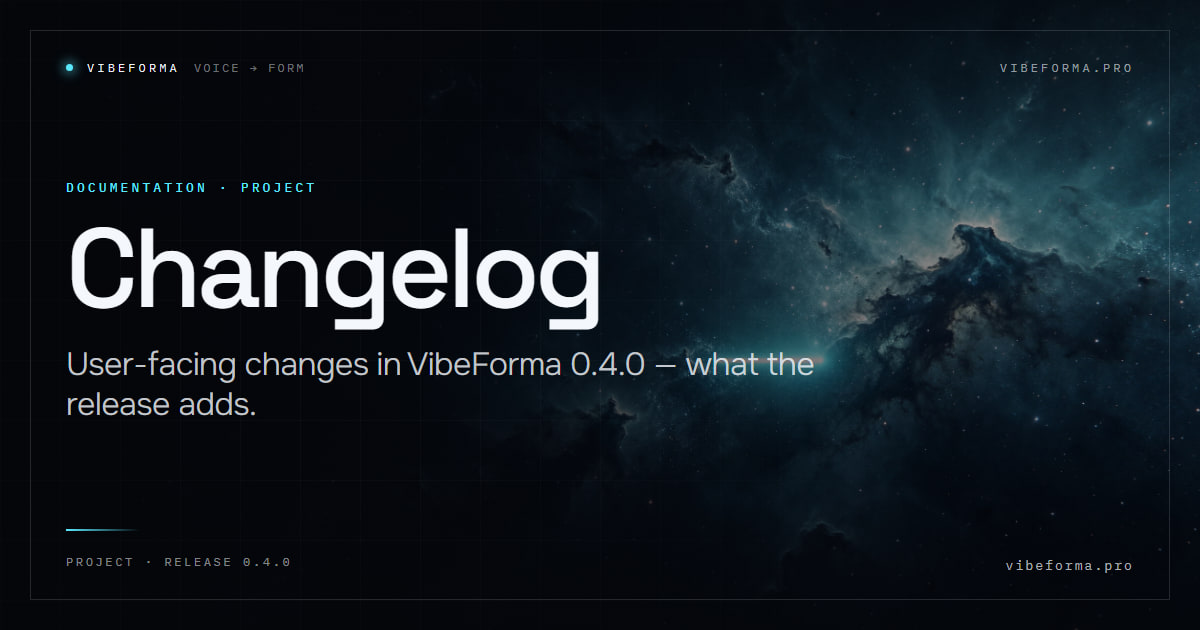 VIBEFORMA VOICE → FORM
VIBEFORMA.PRO
DOCUMENTATION · PROJECT
Changelog
User-facing changes in VibeForma 0.4.0 — what the
release adds.
PROJECT · RELEASE 0.4.0
vibeforma.pro